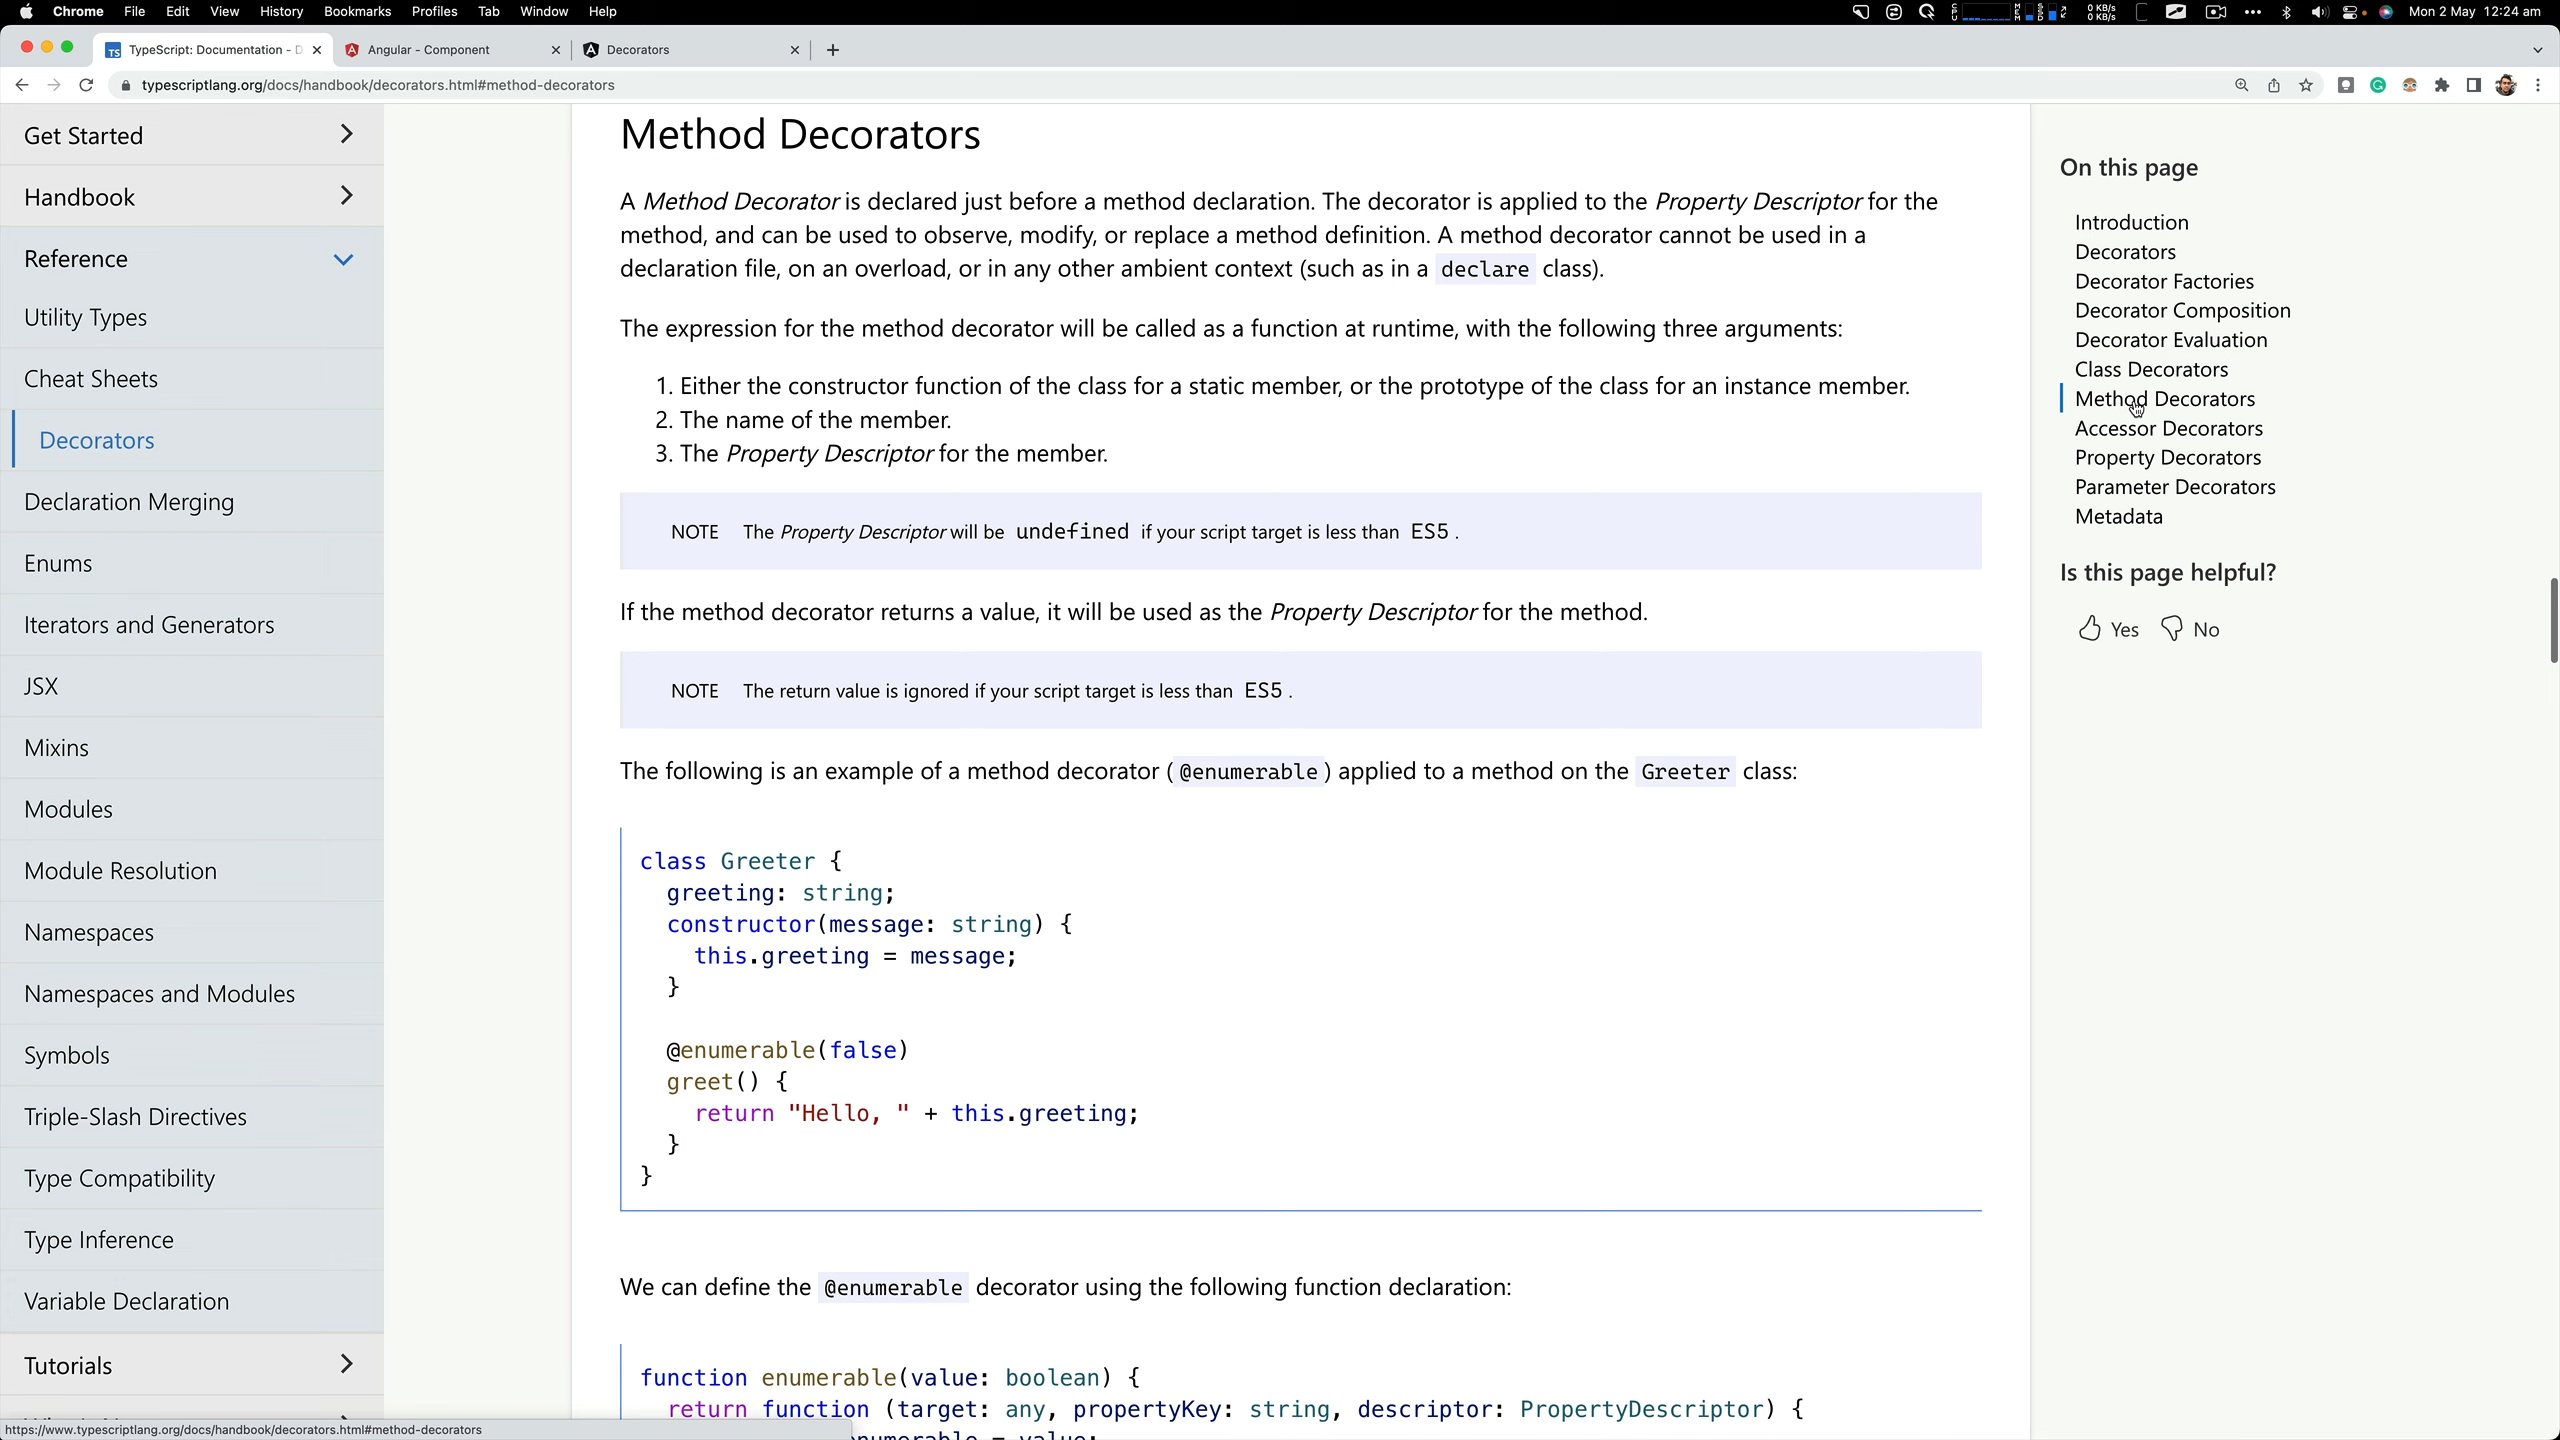 Chrome File Edit View History Bookmarks Profiles Tab Window Help
0 KB/s
0 KB/s
Mon 2 May 12:24 am
TypeScript: Documentation - D
Angular - Component
Decorators
typescriptlang.org/docs/handbook/decorators.html#method-decorators
Get Started
Handbook
Reference
Utility Types
Cheat Sheets
Decorators
Declaration Merging
Enums
Iterators and Generators
JSX
Mixins
Modules
Module Resolution
Namespaces
Namespaces and Modules
Symbols
Triple-Slash Directives
Type Compatibility
Type Inference
Variable Declaration
Tutorials
https://www.typescriptlang.org/docs/handbook/decorators.html#method-decorators
Method Decorators
A Method Decorator is declared just before a method declaration. The decorator is applied to the Property Descriptor for the
method, and can be used to observe, modify, or replace a method definition. A method decorator cannot be used in a
declaration file, on an overload, or in any other ambient context (such as in a declare class).
The expression for the method decorator will be called as a function at runtime, with the following three arguments:
1. Either the constructor function of the class for a static member, or the prototype of the class for an instance member.
2. The name of the member.
3. The Property Descriptor for the member.
NOTE The Property Descriptor will be undefined if your script target is less than ES5 .
If the method decorator returns a value, it will be used as the Property Descriptor for the method.
NOTE The return value is ignored if your script target is less than ES5 .
The following is an example of a method decorator ( @enumerable ) applied to a method on the Greeter class:
class Greeter {
greeting: string;
constructor(message: string) {
this.greeting = message;
}
@enumerable(false)
greet() {
return "Hello, " + this.greeting;
}
}
We can define the @enumerable decorator using the following function declaration:
function enumerable(value: boolean) {
return function (target: any, propertyKey: string, descriptor: PropertyDescriptor) {
enumerable = value;
On this page
Introduction
Decorators
Decorator Factories
Decorator Composition
Decorator Evaluation
Class Decorators
Method Decorators
Accessor Decorators
Property Decorators
Parameter Decorators
Metadata
Is this page helpful?
Yes No